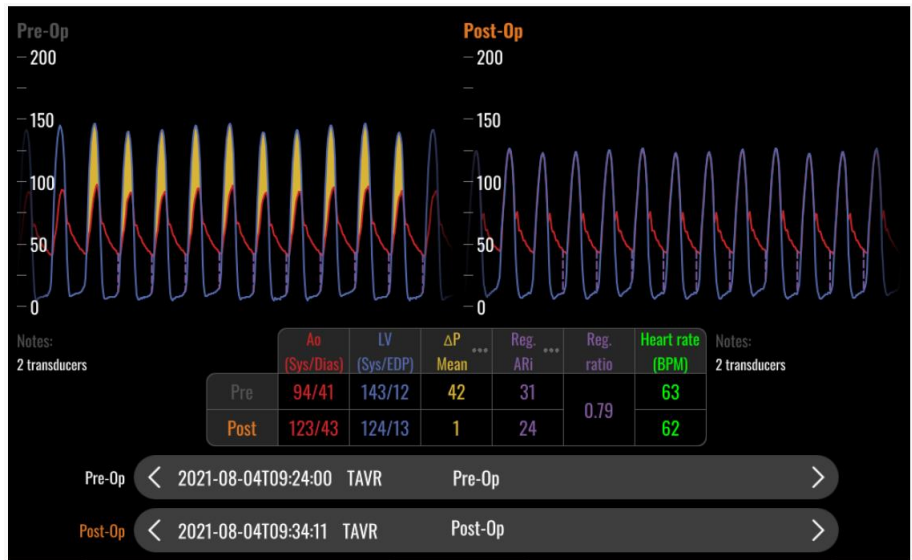 Pre-Op
200
150
100
50
0
Post-Op
200
150
100
50
0
Notes:
2 transducers
Ao (Sys/Dias) LV (Sys/EDP) ΔP Mean ... Reg. ARi ... Reg. ratio Heart rate (BPM)
Pre 94/41 143/12 42 31 0.79 63
Post 123/43 124/13 1 24 62
Notes:
2 transducers
Pre-Op < 2021-08-04T09:24:00 TAVR Pre-Op >
Post-Op < 2021-08-04T09:34:11 TAVR Post-Op >